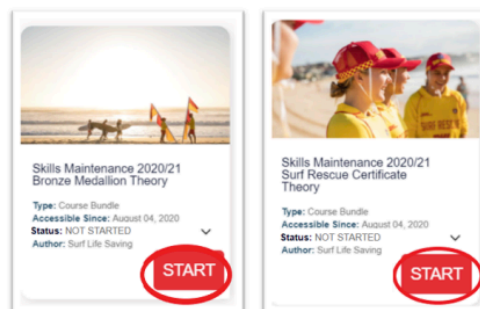 Skills Maintenance 2020/21
Bronze Medallion Theory
Type: Course Bundle
Accessible Since: August 04, 2020
Status: NOT STARTED
Author: Surf Life Saving
START
SURF RESCUE
Skills Maintenance 2020/21
Surf Rescue Certificate
Theory
Type: Course Bundle
Accessible Since: August 04, 2020
Status: NOT STARTED
Author: Surf Life Saving
START